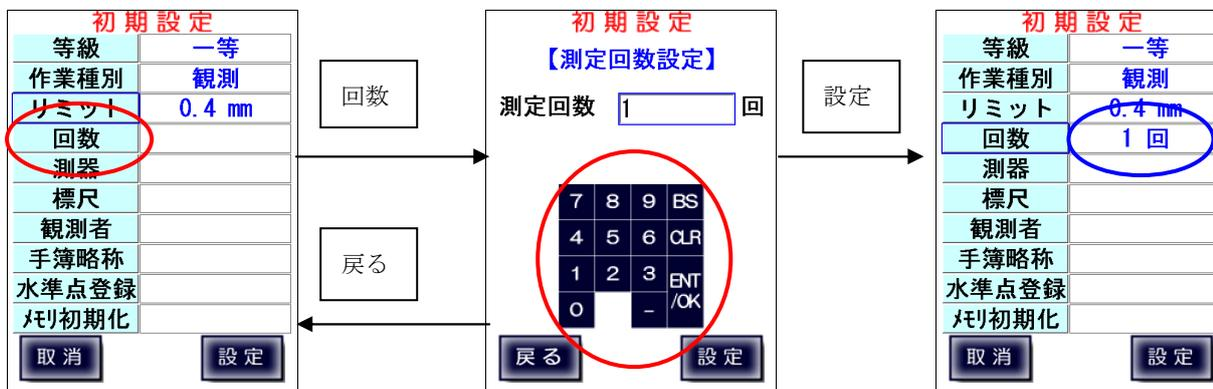 初期設定
等級 一等
作業種別 観測
リミット 0.4 mm
回数
測器
標尺
観測者
手簿略称
水準点登録
ﾒﾓﾘ初期化
取消 設定
回数
戻る
初期設定
【測定回数設定】
測定回数 1 回
7 8 9 BS
4 5 6 CLR
1 2 3 ENT
/OK
0 -
戻る 設定
設定
初期設定
等級 一等
作業種別 観測
リミット 0.4 mm
回数 1 回
測器
標尺
観測者
手簿略称
水準点登録
ﾒﾓﾘ初期化
取消 設定